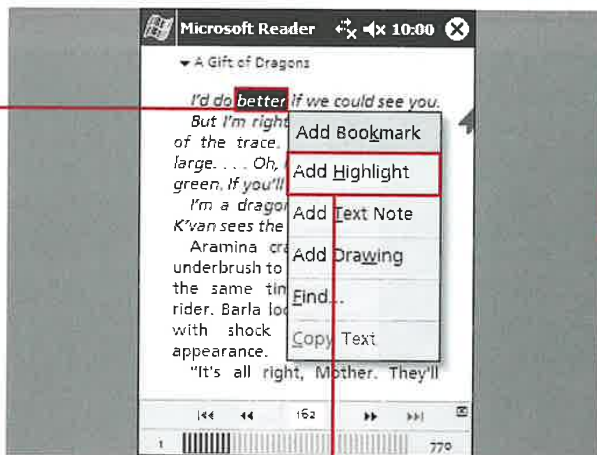 Microsoft Reader 10:00
A Gift of Dragons
I'd do better if we could see you.
But I'm right
of the trace.
large. . . . Oh,
green. If you'll
I'm a dragon
K'van sees the
Aramina cra
underbrush to
the same tim
rider. Barla loo
with shock
appearance.
"It's all right, Mother. They'll
Add Bookmark
Add Highlight
Add Text Note
Add Drawing
Find...
Copy Text
162
1 770